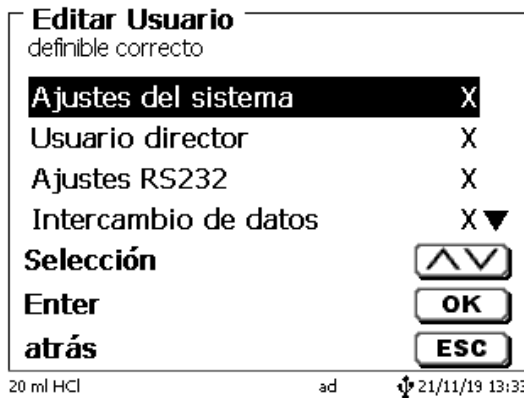 Editar Usuario
definible correcto
Ajustes del sistema X
Usuario director X
Ajustes RS232 X
Intercambio de datos X
Selección
Enter OK
atrás ESC
20 ml HCl ad 21/11/19 13:33